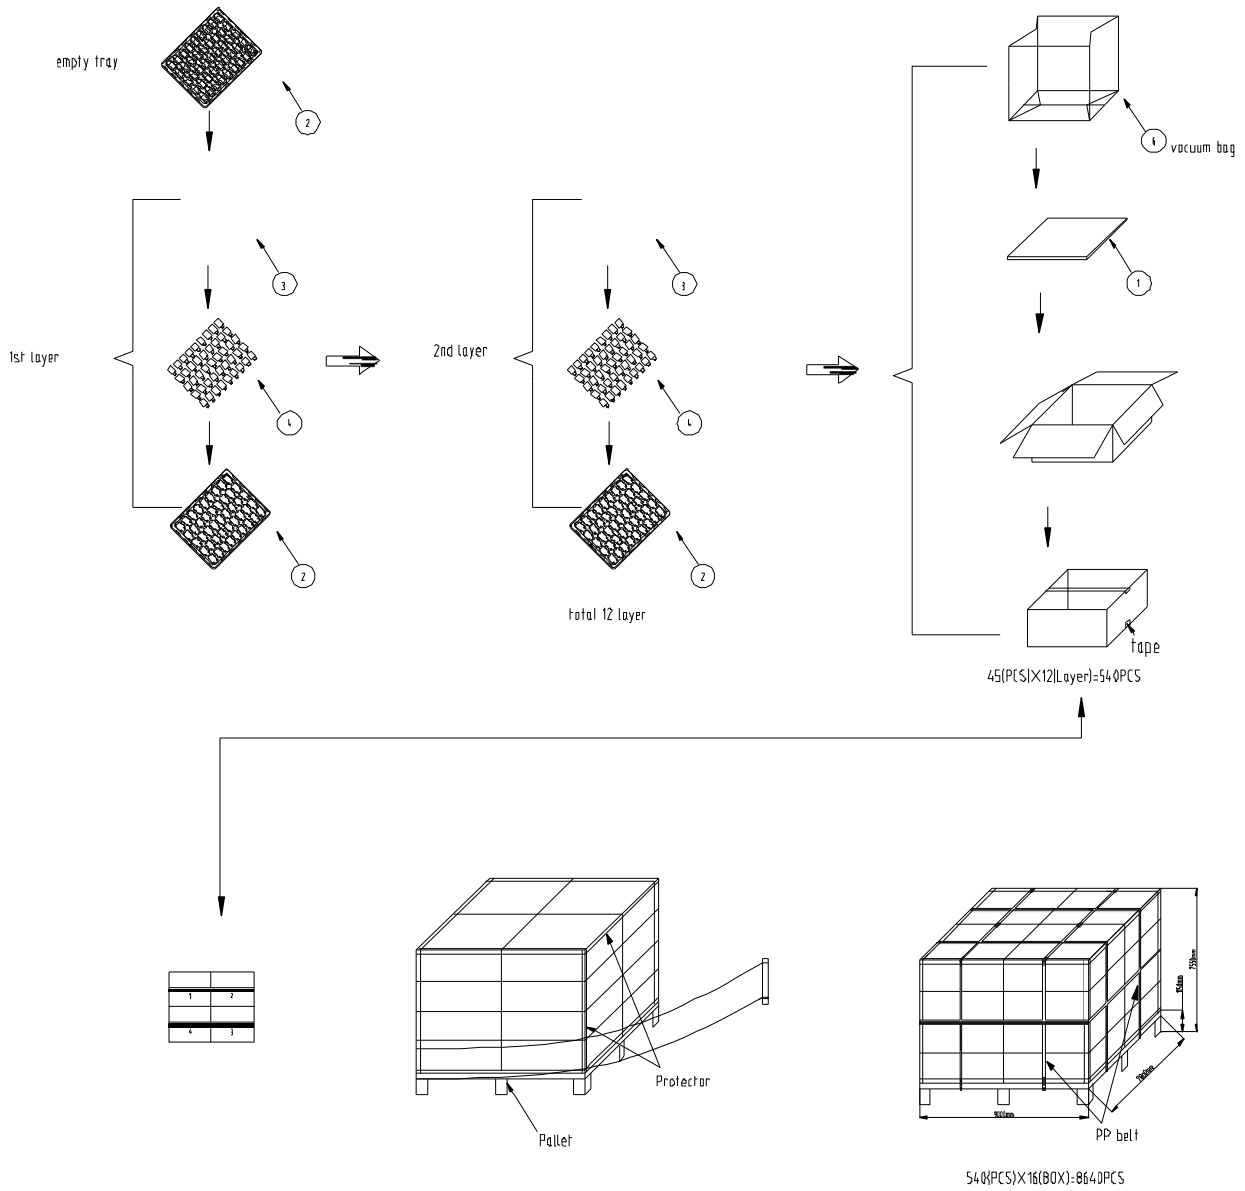 empty tray
2
6
vacuum bag
3
3
1
1st layer
2nd layer
4
4
2
2
total 12 layer
tape
45(PCS)X12(Layer)=540PCS
1 2
4 3
Protector
Pallet
PP belt
540(PCS)X16(BOX)=8640PCS